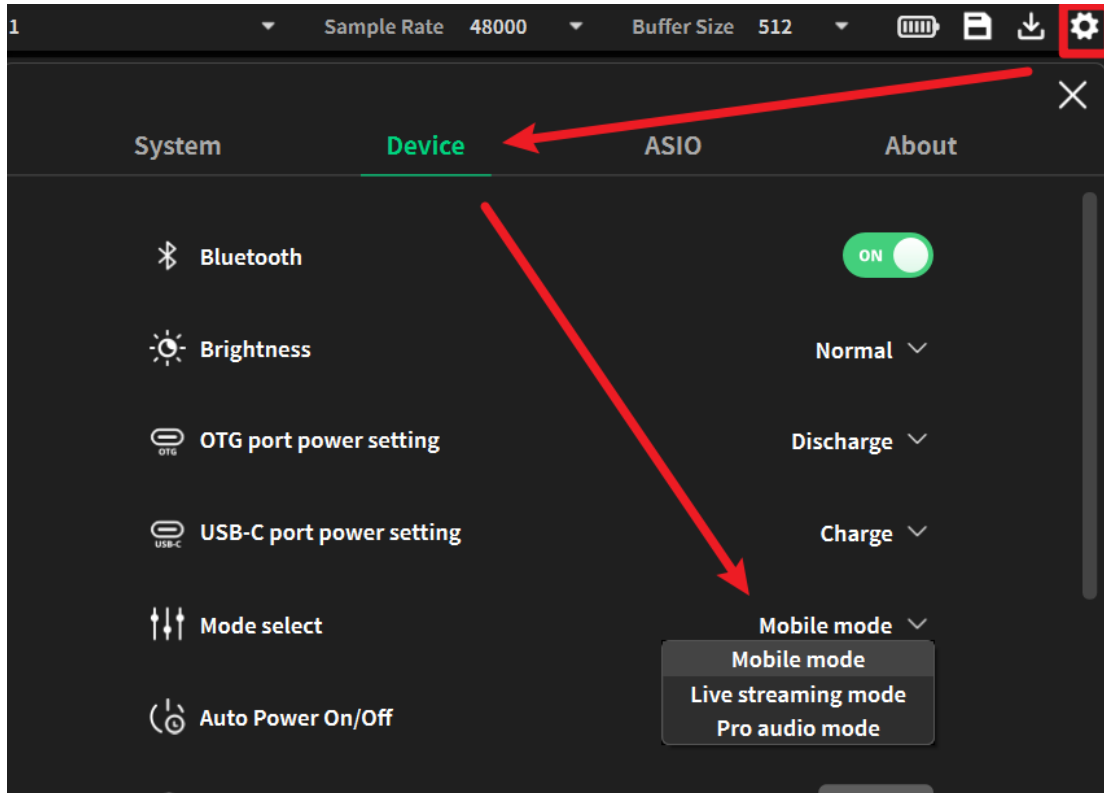 1 Sample Rate 48000 Buffer Size 512
System Device ASIO About
Bluetooth ON
Brightness Normal
OTG
OTG port power setting Discharge
USB-C
USB-C port power setting Charge
Mode select Mobile mode
Mobile mode
Live streaming mode
Auto Power On/Off Pro audio mode